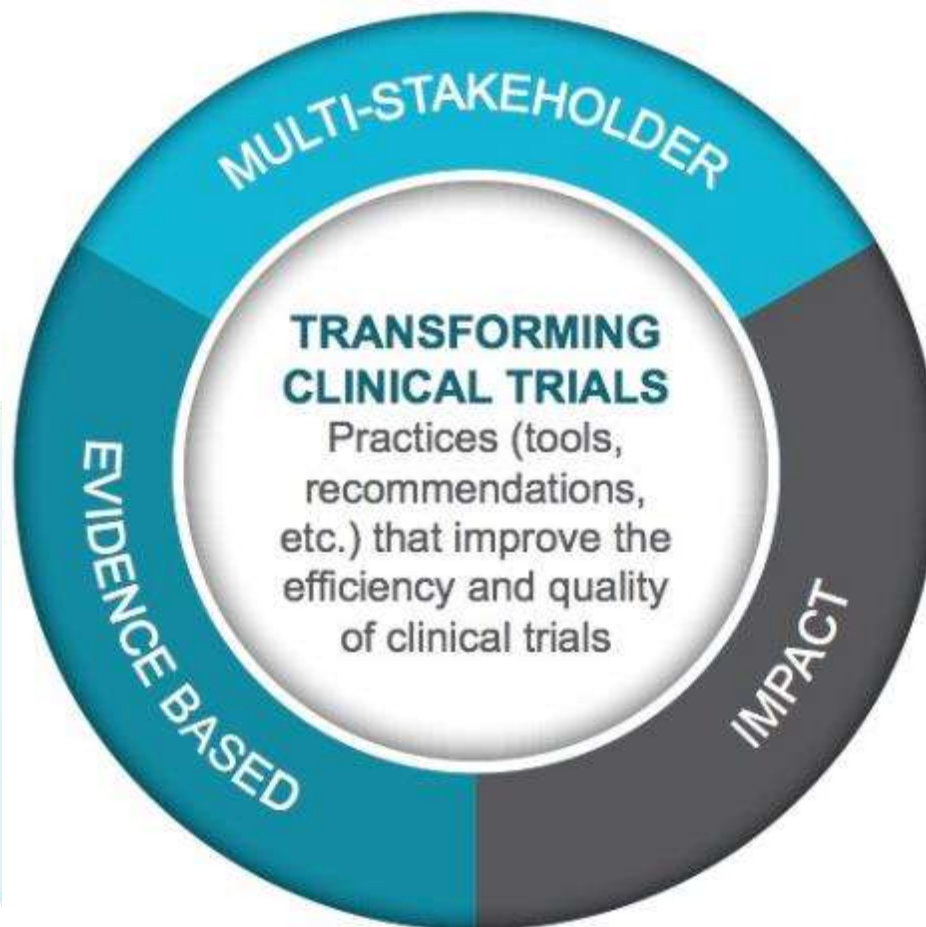 MULTI-STAKEHOLDER
TRANSFORMING
CLINICAL TRIALS
Practices (tools,
recommendations,
etc.) that improve the
efficiency and quality
of clinical trials
EVIDENCE BASED
IMPACT